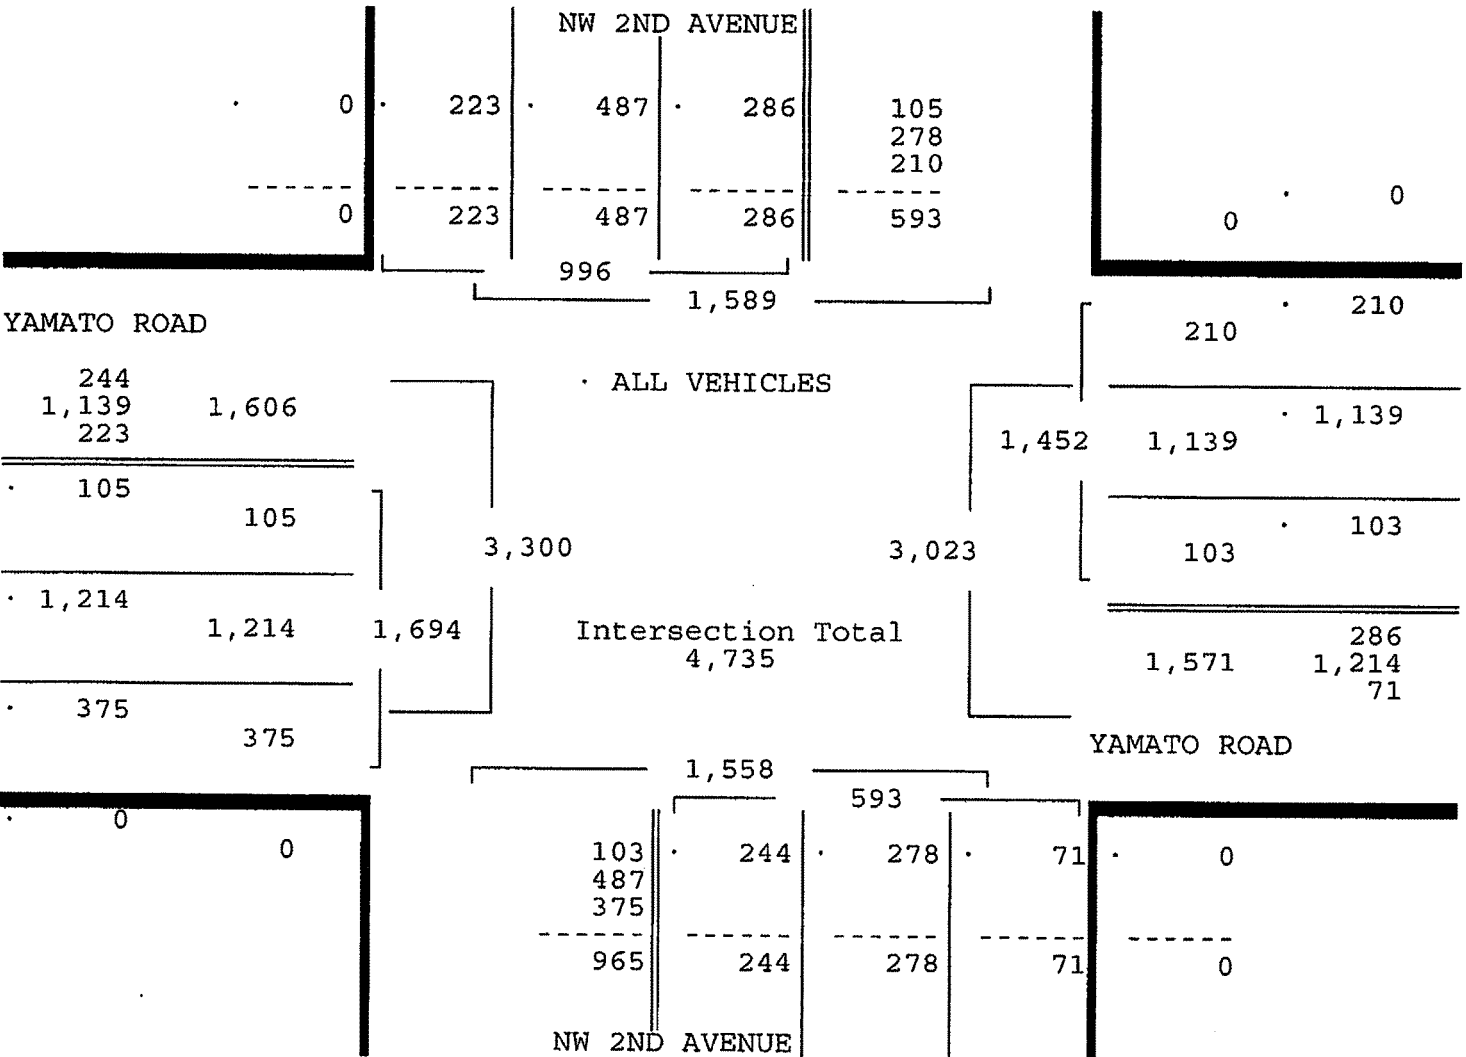 NW 2ND AVENUE
· 0 · 223 · 487 · 286 105
278
210
------ ------ ------ ------ ------
· 0
0 223 487 286 593
0
996
1,589
· 210
YAMATO ROAD
210
244
· ALL VEHICLES
1,139 1,606
· 1,139
223
1,452 1,139
· 105
105
· 103
3,300 3,023 103
· 1,214
1,214 1,694 Intersection Total
286
4,735
1,571 1,214
71
· 375
375
YAMATO ROAD
1,558
593
· 0
0
103 · 244 · 278 · 71 · 0
487
375
------ ------ ------ ------ ------
965 244 278 71 0
NW 2ND AVENUE